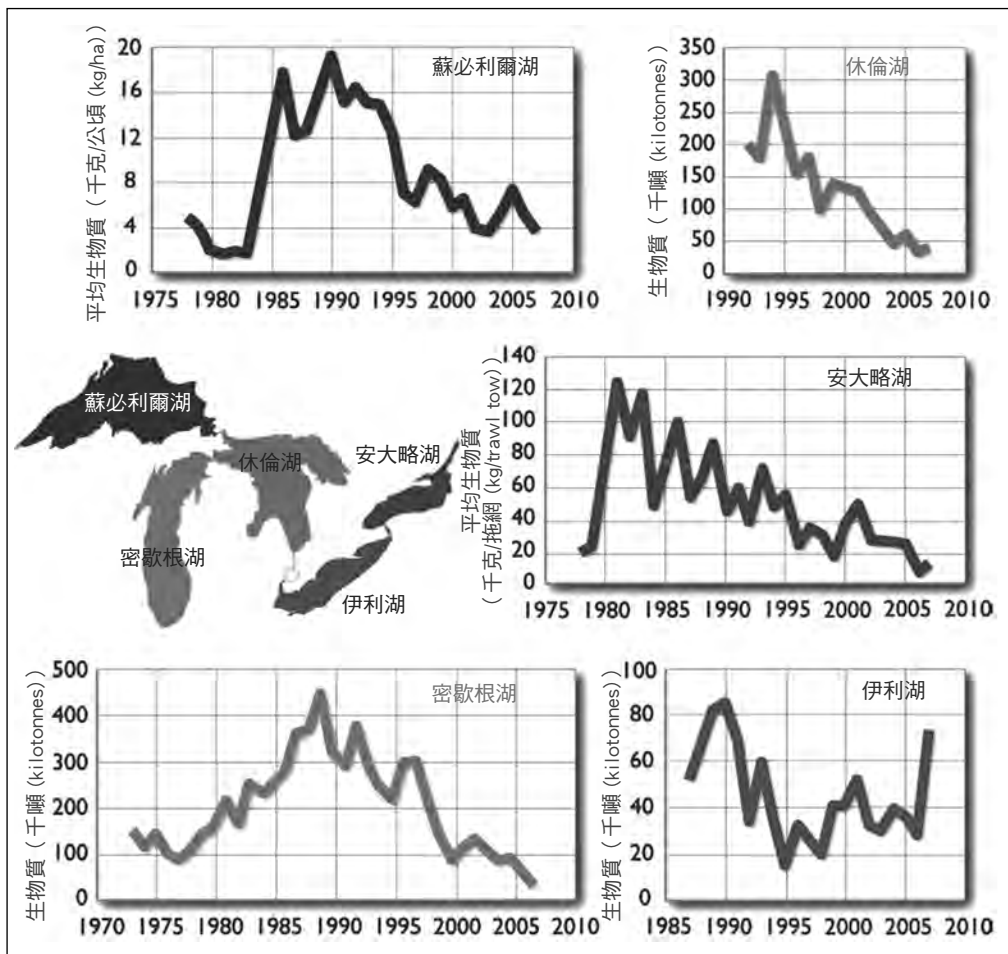 蘇必利爾湖
平均生物質（千克/公頃 (kg/ha)）
20
16
12
8
4
0
1975 1980 1985 1990 1995 2000 2005 2010
休倫湖
生物質（千噸 (kilotonnes)）
350
300
250
200
150
100
50
0
1990 1995 2000 2005 2010
蘇必利爾湖
休倫湖
安大略湖
密歇根湖
伊利湖
安大略湖
平均生物質
（千克/拖網 (kg/trawl tow)）
140
120
100
80
60
40
20
0
1975 1980 1985 1990 1995 2000 2005 2010
密歇根湖
生物質（千噸 (kilotonnes)）
500
400
300
200
100
0
1970 1975 1980 1985 1990 1995 2000 2005 2010
伊利湖
生物質（千噸 (kilotonnes)）
100
80
60
40
20
0
1985 1990 1995 2000 2005 2010